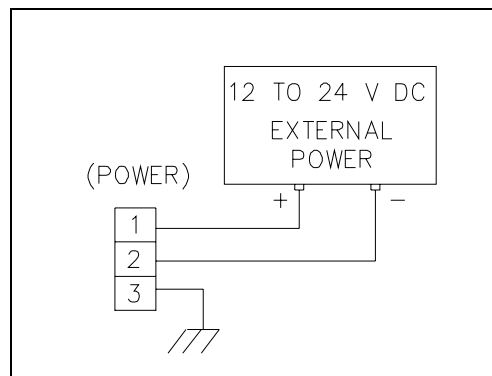 12 TO 24 V DC
EXTERNAL
POWER
(POWER)
+ −
1
2
3